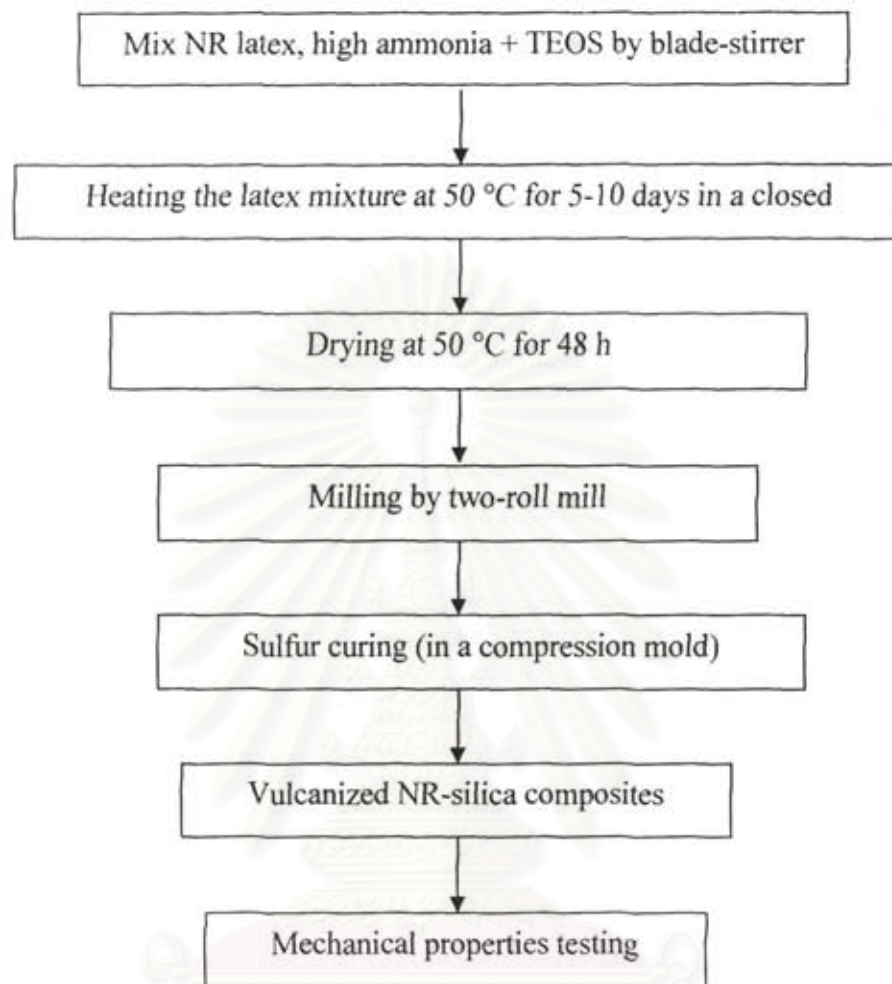 Mix NR latex, high ammonia + TEOS by blade-stirrer
Heating the latex mixture at 50 °C for 5-10 days in a closed
Drying at 50 °C for 48 h
Milling by two-roll mill
Sulfur curing (in a compression mold)
Vulcanized NR-silica composites
Mechanical properties testing